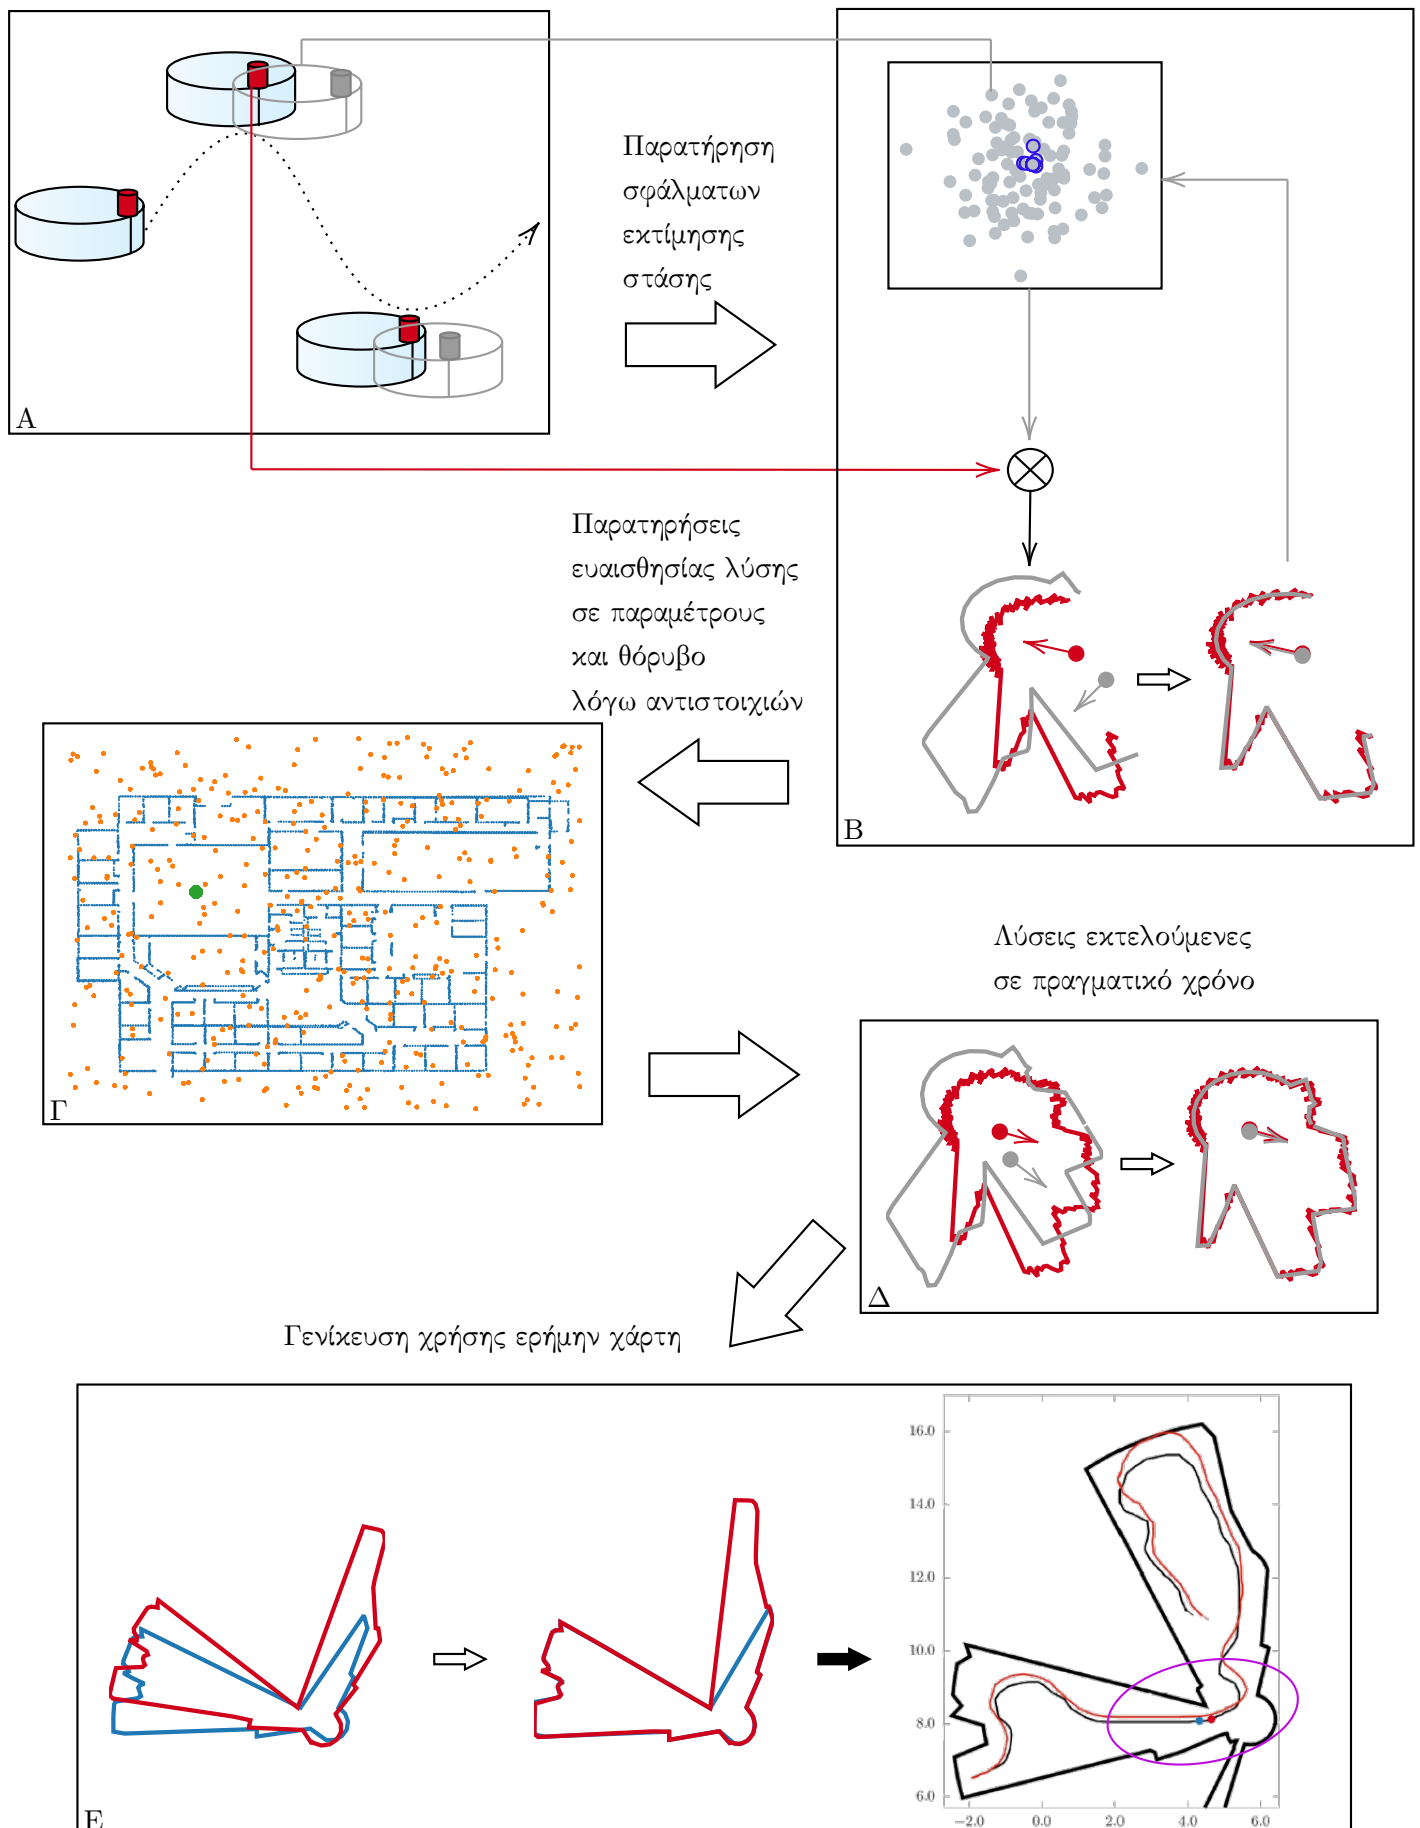 Παρατήρηση
σφάλματων
εκτίμησης
στάσης
Α
Παρατηρήσεις
ευαισθησίας λύσης
σε παραμέτρους
και θόρυβο
λόγω αντιστοιχιών
Β
Γ
Λύσεις εκτελούμενες
σε πραγματικό χρόνο
Δ
Γενίκευση χρήσης ερήμην χάρτη
16.0
14.0
12.0
10.0
8.0
6.0
−2.0 0.0 2.0 4.0 6.0
Ε